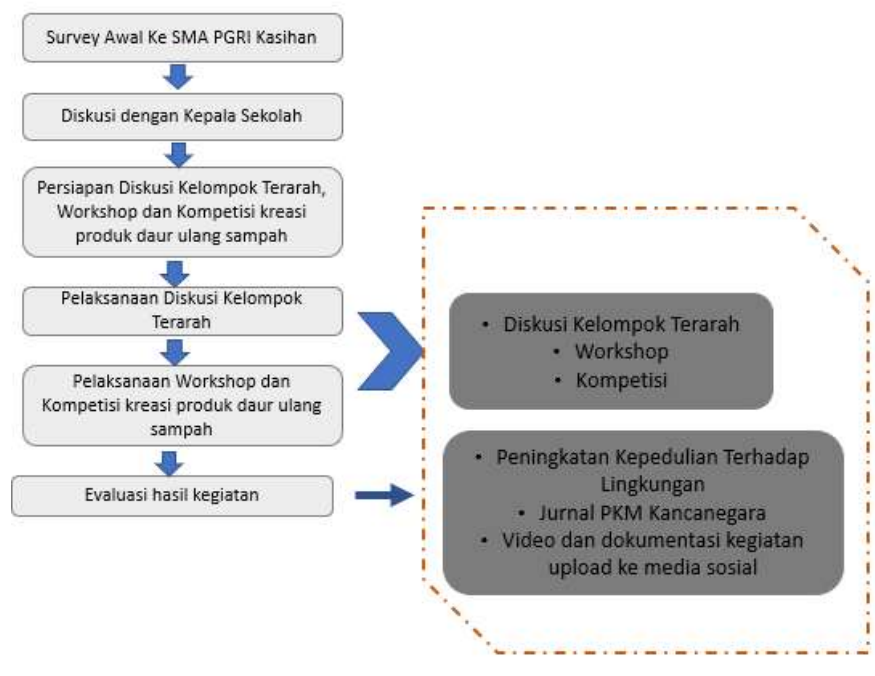 Survey Awal Ke SMA PGRI Kasihan
Diskusi dengan Kepala Sekolah
Persiapan Diskusi Kelompok Terarah,
Workshop dan Kompetisi kreasi
produk daur ulang sampah
Pelaksanaan Diskusi Kelompok
Terarah
Pelaksanaan Workshop dan
Kompetisi kreasi produk daur ulang
sampah
Evaluasi hasil kegiatan
• Diskusi Kelompok Terarah
• Workshop
• Kompetisi
• Peningkatan Kepedulian Terhadap
Lingkungan
• Jurnal PKM Kancanegara
• Video dan dokumentasi kegiatan
upload ke media sosial